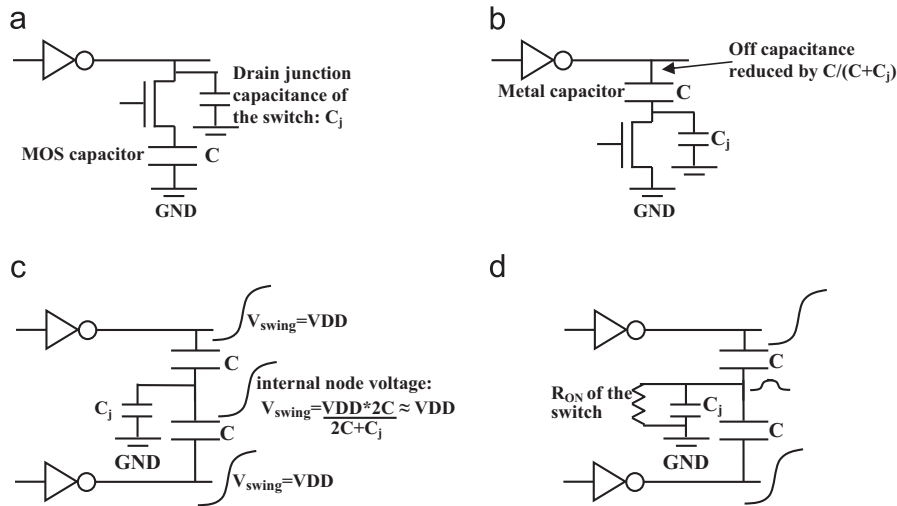 a
Drain junction
capacitance of
the switch: Cj
MOS capacitor
C
GND
b
Off capacitance
reduced by C/(C+Cj)
Metal capacitor
C
Cj
GND
c
Vswing=VDD
C
internal node voltage:
Cj
Vswing=VDD*2C ≈ VDD
2C+Cj
C
GND
Vswing=VDD
d
C
RON of the
switch
Cj
C
GND